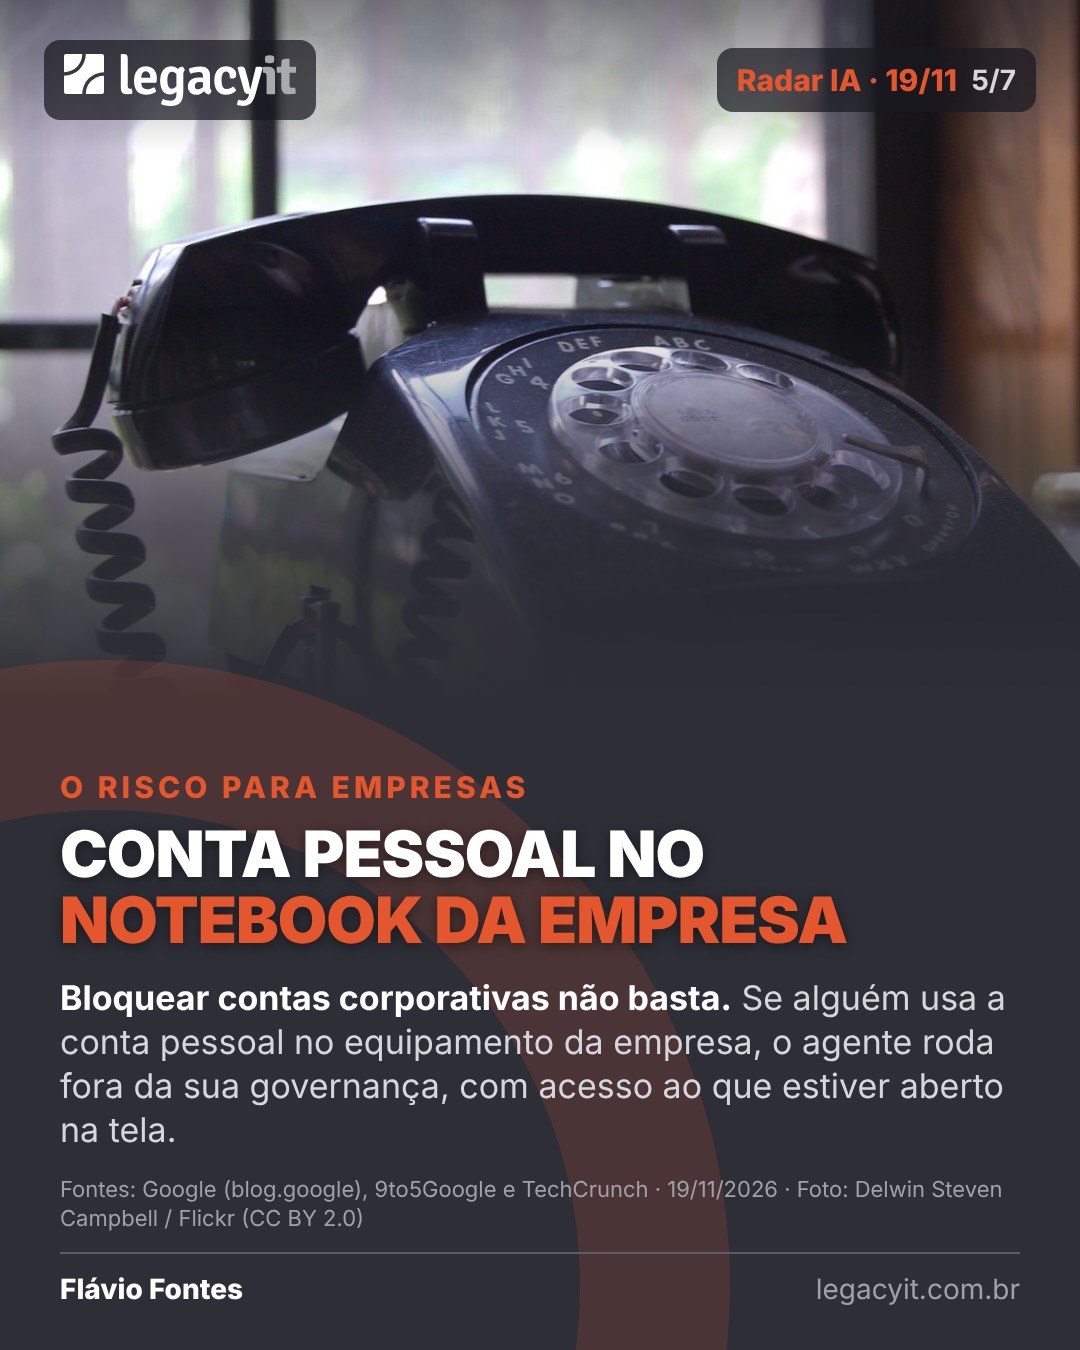 legacyit
Radar IA · 19/11 5/7
DEF
ABC
GHI
4
5
6
O RISCO PARA EMPRESAS
CONTA PESSOAL NO
NOTEBOOK DA EMPRESA
Bloquear contas corporativas não basta. Se alguém usa a
conta pessoal no equipamento da empresa, o agente roda
fora da sua governança, com acesso ao que estiver aberto
na tela.
Fontes: Google (blog.google), 9to5Google e TechCrunch · 19/11/2026 · Foto: Delwin Steven
Campbell / Flickr (CC BY 2.0)
Flávio Fontes
legacyit.com.br